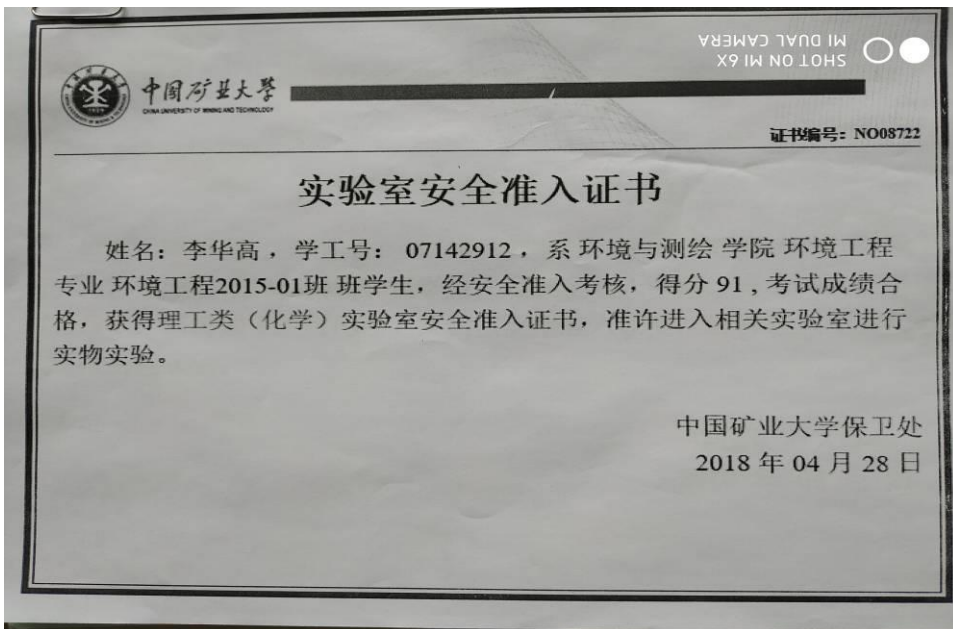 SHOT ON MI 6X
MI DUAL CAMERA
中国矿业大学
CHINA UNIVERSITY OF MINING AND TECHNOLOGY
证书编号：NO08722
实验室安全准入证书
姓名：李华高，学工号： 07142912，系 环境与测绘 学院 环境工程
专业 环境工程2015-01班 班学生，经安全准入考核，得分 91 , 考试成绩合
格，获得理工类（化学）实验室安全准入证书，准许进入相关实验室进行
实物实验。
中国矿业大学保卫处
2018 年 04 月 28 日